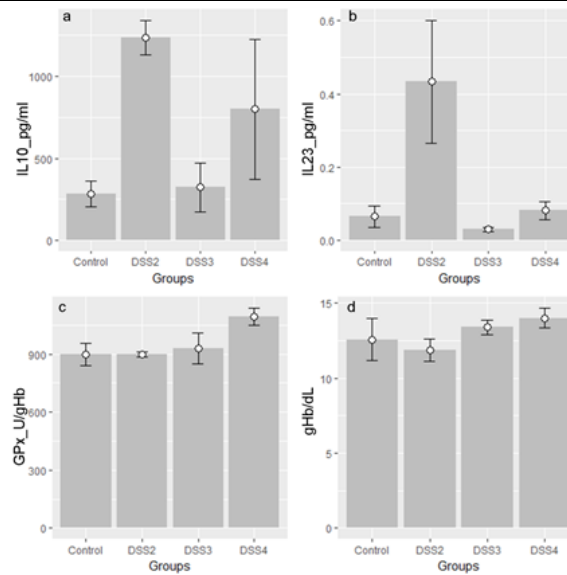 a
IL10_pg/ml
1000
500
0
Control DSS2 DSS3 DSS4
Groups
b
IL23_pg/ml
0.6
0.4
0.2
0.0
Control DSS2 DSS3 DSS4
Groups
c
GPx_U/gHb
900
600
300
0
Control DSS2 DSS3 DSS4
Groups
d
gHb/dL
15
10
5
0
Control DSS2 DSS3 DSS4
Groups